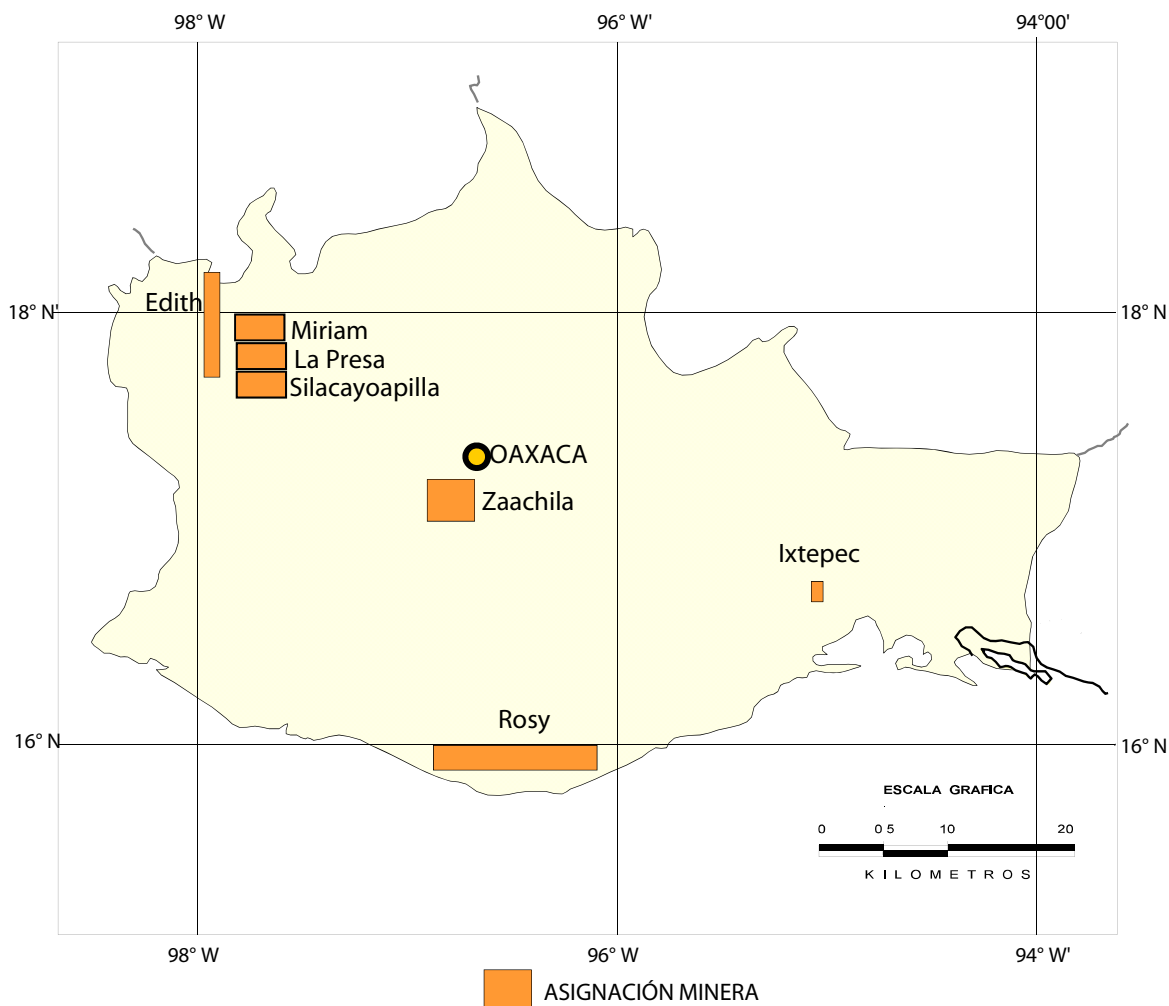 98° W 96° W' 94°00'
Edith
18° N' 18° N
Miriam
La Presa
Silacayoapilla
OAXACA
Zaachila
Ixtepec
Rosy
16° N 16° N
ESCALA GRAFICA
0 0 5 10 20
KILOMETROS
98° W 96° W' 94° W'
ASIGNACIÓN MINERA